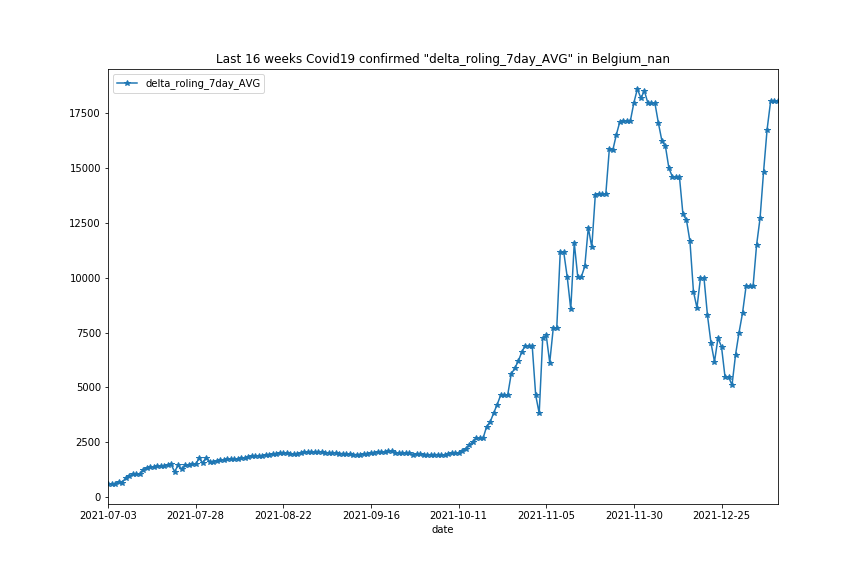 Last 16 weeks Covid19 confirmed "delta_roling_7day_AVG" in Belgium_nan
delta_roling_7day_AVG
17500
15000
12500
10000
7500
5000
2500
0
2021-07-03 2021-07-28 2021-08-22 2021-09-16 2021-10-11 2021-11-05 2021-11-30 2021-12-25
date